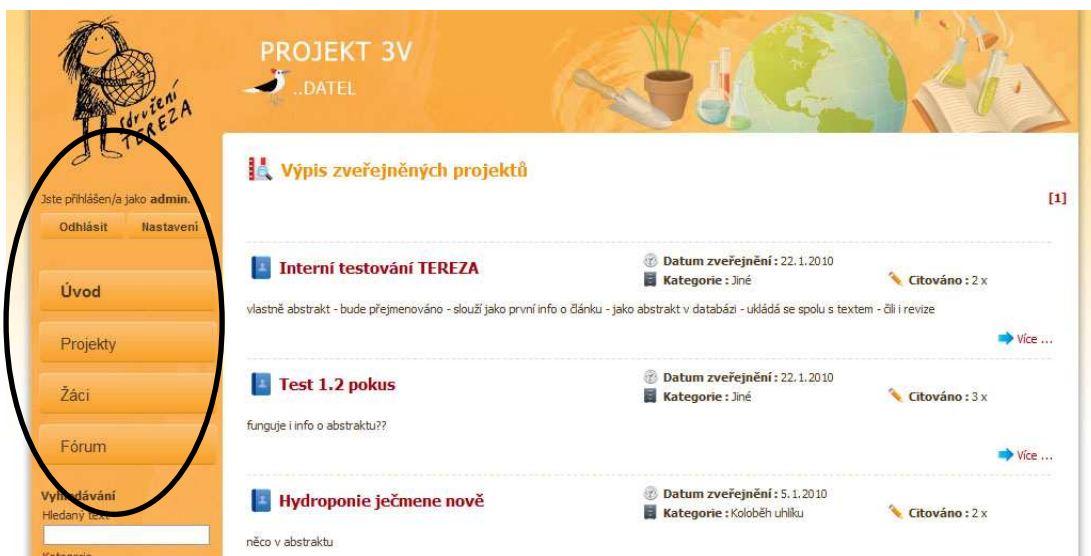 sdružení
TEREZA
PROJEKT 3V
..DATEL
Jste přihlášen/a jako admin.
Odhlásit Nastavení
Úvod
Projekty
Žáci
Fórum
Vyhledávání
Hledaný text
Kategorie
Výpis zveřejněných projektů
[1]
Interní testování TEREZA
Datum zveřejnění : 22.1.2010
Kategorie : Jiné
Citováno : 2 x
vlastně abstrakt - bude přejmenováno - slouží jako první info o článku - jako abstrakt v databázi - ukládá se spolu s textem - čili i revize
Více ...
Test 1.2 pokus
Datum zveřejnění : 22.1.2010
Kategorie : Jiné
Citováno : 3 x
funguje i info o abstraktu??
Více ...
Hydroponie ječmene nově
Datum zveřejnění : 5.1.2010
Kategorie : Koloběh uhlíku
Citováno : 2 x
něco v abstraktu